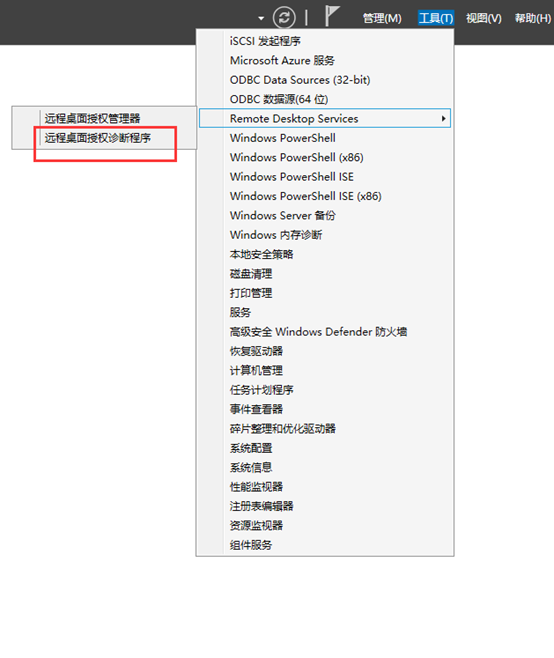 管理(M) 工具(T) 视图(V) 帮助(H)
iSCSI 发起程序
Microsoft Azure 服务
ODBC Data Sources (32-bit)
ODBC 数据源(64 位)
Remote Desktop Services
远程桌面授权管理器
远程桌面授权诊断程序
Windows PowerShell
Windows PowerShell (x86)
Windows PowerShell ISE
Windows PowerShell ISE (x86)
Windows Server 备份
Windows 内存诊断
本地安全策略
磁盘清理
打印管理
服务
高级安全 Windows Defender 防火墙
恢复驱动器
计算机管理
任务计划程序
事件查看器
碎片整理和优化驱动器
系统配置
系统信息
性能监视器
注册表编辑器
资源监视器
组件服务